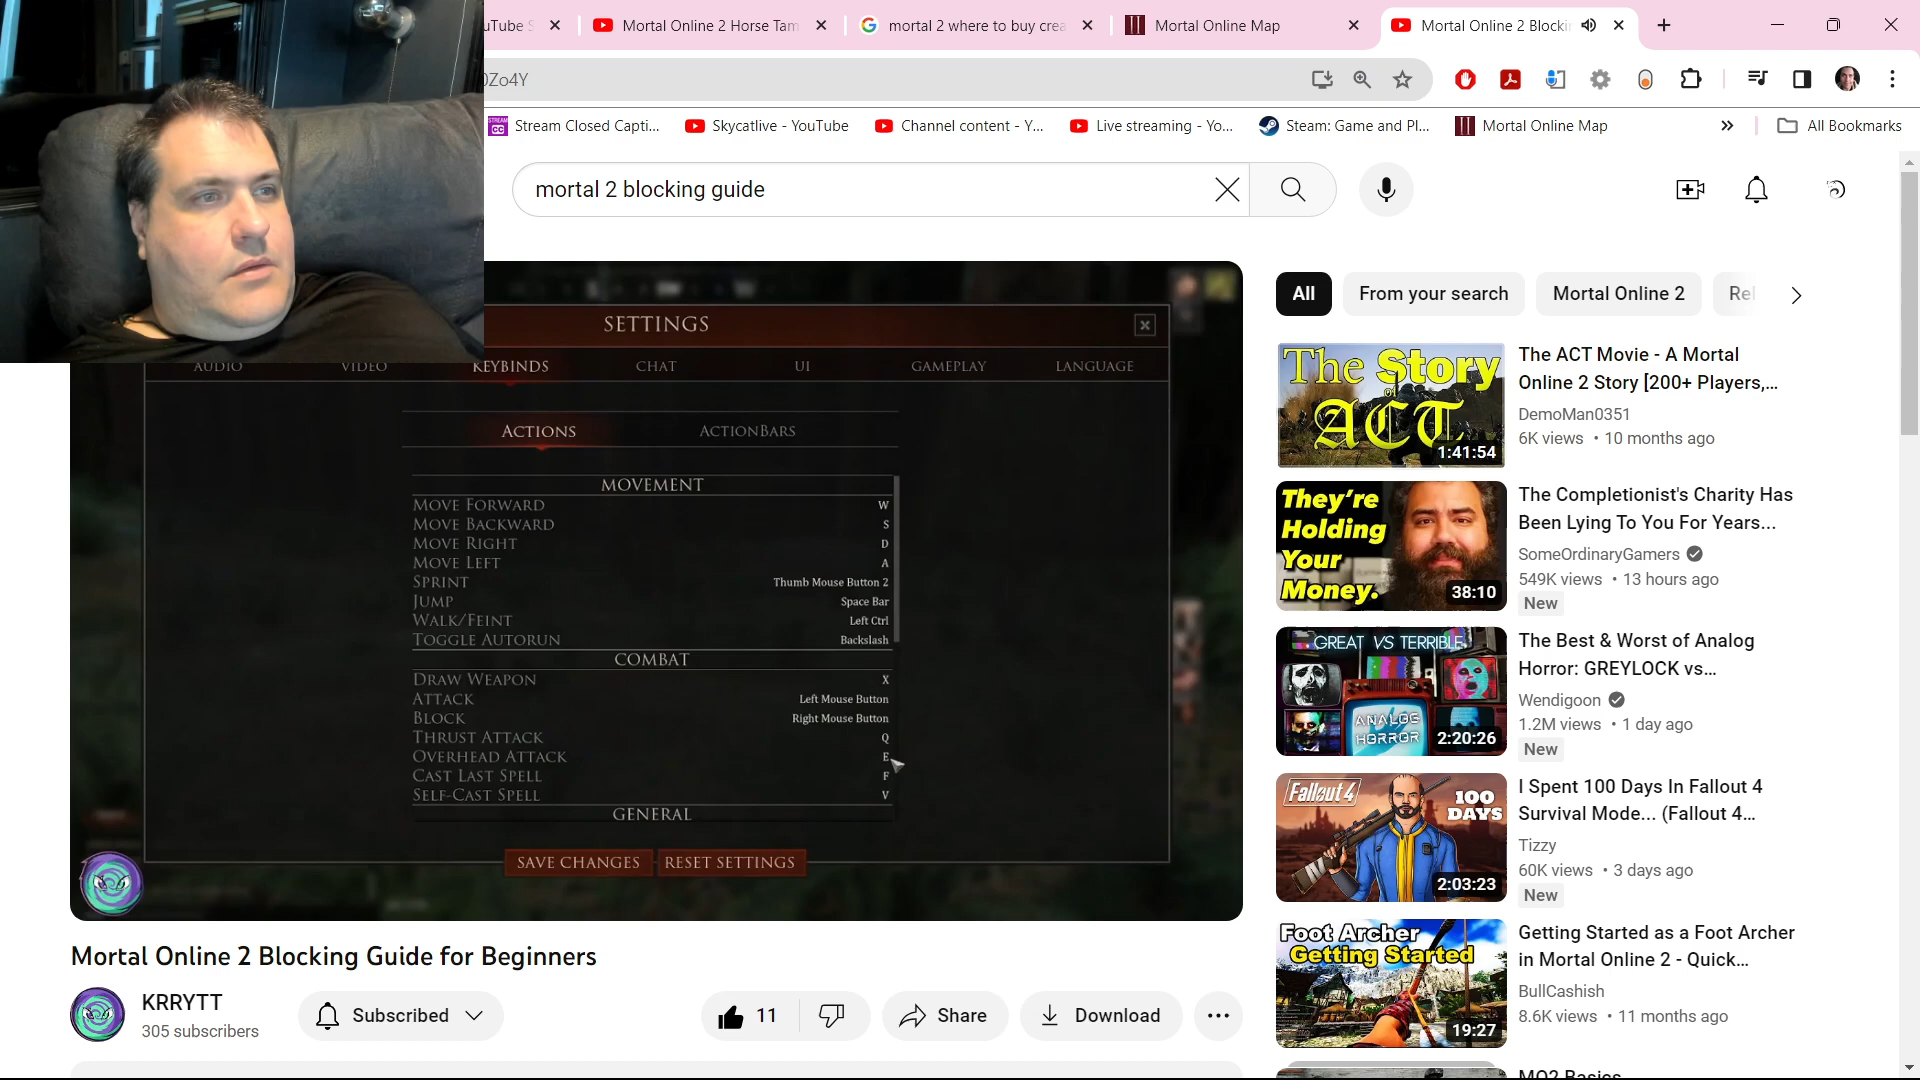 uTube S
Mortal Online 2 Horse Tam
mortal 2 where to buy crea
Mortal Online Map
Mortal Online 2 Blocki
0Zo4Y
STREAM CC
Stream Closed Capti...
Skycatlive - YouTube
Channel content - Y...
Live streaming - Yo...
Steam: Game and Pl...
Mortal Online Map
All Bookmarks
mortal 2 blocking guide
SETTINGS
AUDIO
VIDEO
KEYBINDS
CHAT
UI
GAMEPLAY
LANGUAGE
ACTIONS
ACTIONBARS
MOVEMENT
MOVE FORWARD W
MOVE BACKWARD S
MOVE RIGHT D
MOVE LEFT A
SPRINT Thumb Mouse Button 2
JUMP Space Bar
WALK/FEINT Left Ctrl
TOGGLE AUTORUN Backslash
COMBAT
DRAW WEAPON X
ATTACK Left Mouse Button
BLOCK Right Mouse Button
THRUST ATTACK Q
OVERHEAD ATTACK E
CAST LAST SPELL F
SELF-CAST SPELL V
GENERAL
SAVE CHANGES
RESET SETTINGS
Mortal Online 2 Blocking Guide for Beginners
KRRYTT
305 subscribers
Subscribed
11
Share
Download
All
From your search
Mortal Online 2
Rel
The Story
of
ACT
1:41:54
The ACT Movie - A Mortal
Online 2 Story [200+ Players,...
DemoMan0351
6K views • 10 months ago
They're
Holding
Your
Money.
38:10
The Completionist's Charity Has
Been Lying To You For Years...
SomeOrdinaryGamers
549K views • 13 hours ago
New
GREAT VS TERRIBLE
ANALOG
HORROR
2:20:26
The Best & Worst of Analog
Horror: GREYLOCK vs...
Wendigoon
1.2M views • 1 day ago
New
Fallout 4
100
DAYS
2:03:23
I Spent 100 Days In Fallout 4
Survival Mode... (Fallout 4...
Tizzy
60K views • 3 days ago
New
Foot Archer
Getting Started
19:27
Getting Started as a Foot Archer
in Mortal Online 2 - Quick...
BullCashish
8.6K views • 11 months ago
MO2 Basics